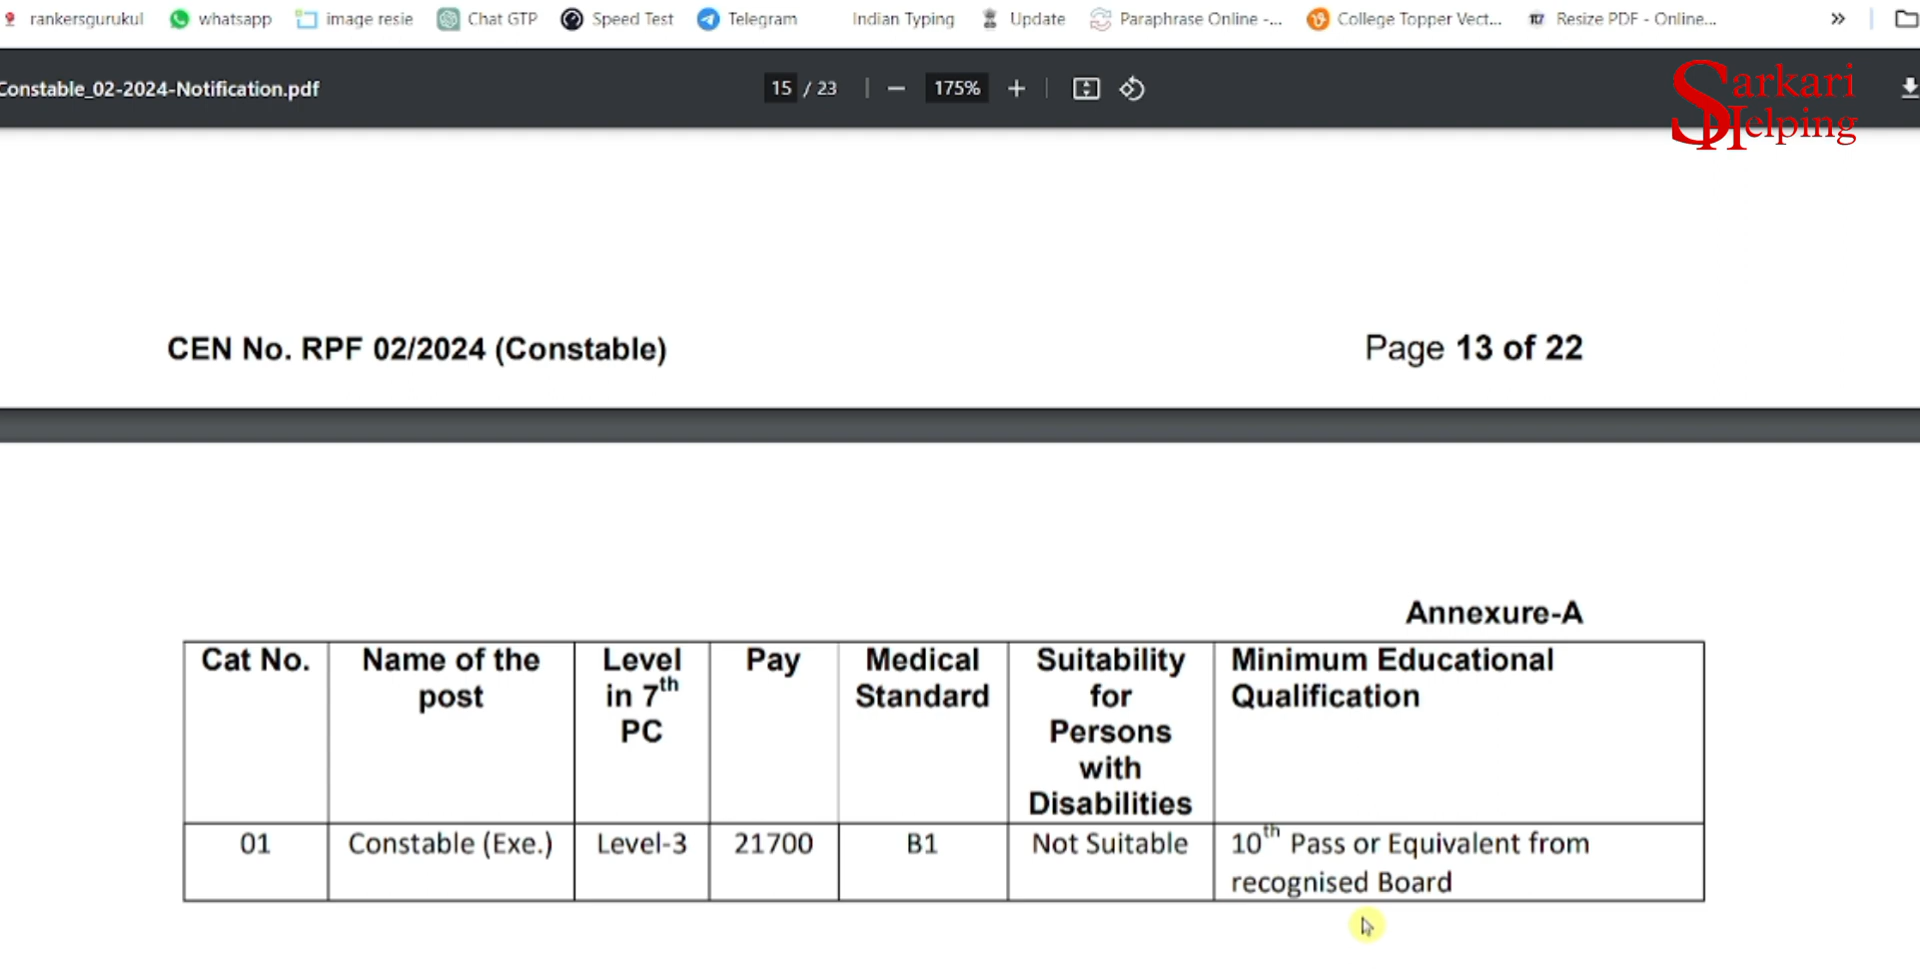 rankersgurukul whatsapp image resie Chat GTP Speed Test Telegram Indian Typing Update Paraphrase Online -... College Topper Vect... Resize PDF - Online... »
Constable_02-2024-Notification.pdf 15 / 23 175%
Sarkari
Helping
CEN No. RPF 02/2024 (Constable) Page 13 of 22
Annexure-A
Cat No. Name of the post Level in 7th PC Pay Medical Standard Suitability for Persons with Disabilities Minimum Educational Qualification
01 Constable (Exe.) Level-3 21700 B1 Not Suitable 10th Pass or Equivalent from
recognised Board